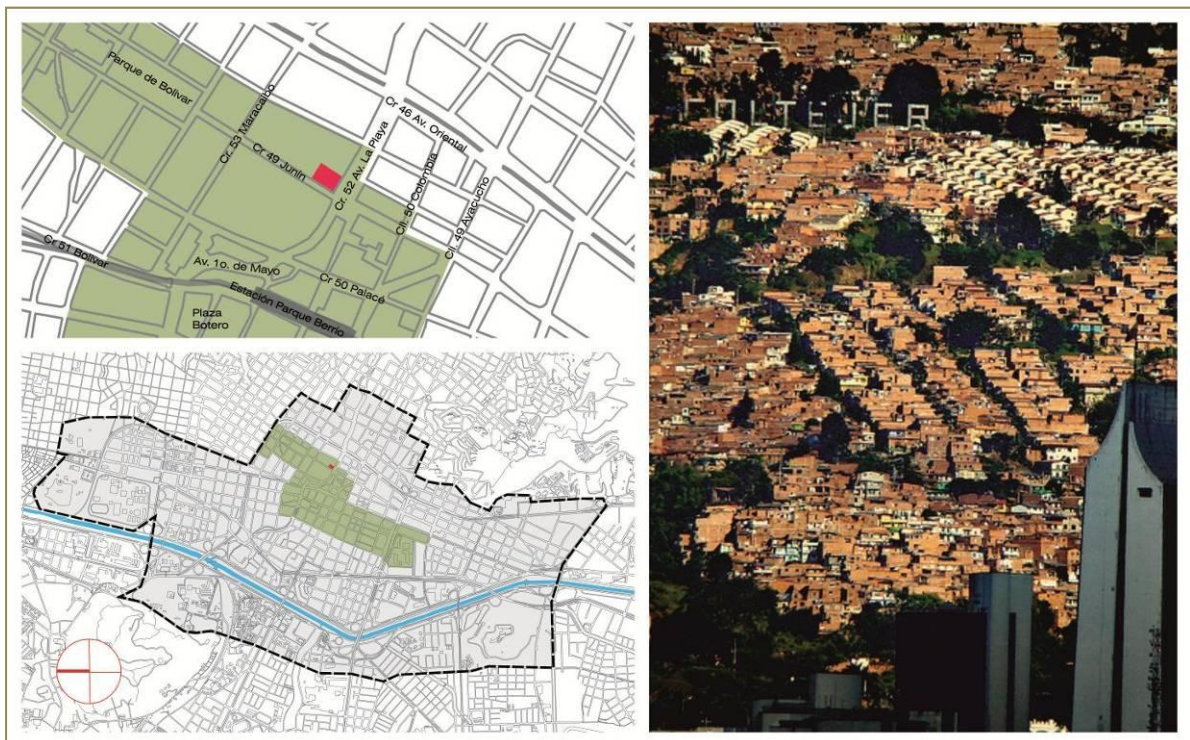 Parque de Bolivar
Cr. 53 Maracaibo
Cr 49 Junín
Cr. 52 Av. La Playa
Cr 46 Av. Oriental
Cll. 50 Colombia
Cll. 49 Ayacucho
Cr 51 Bolivar
Av. 1o. de Mayo
Cr 50 Palacé
Estación Parque Berrío
Plaza
Botero
COLTEJER